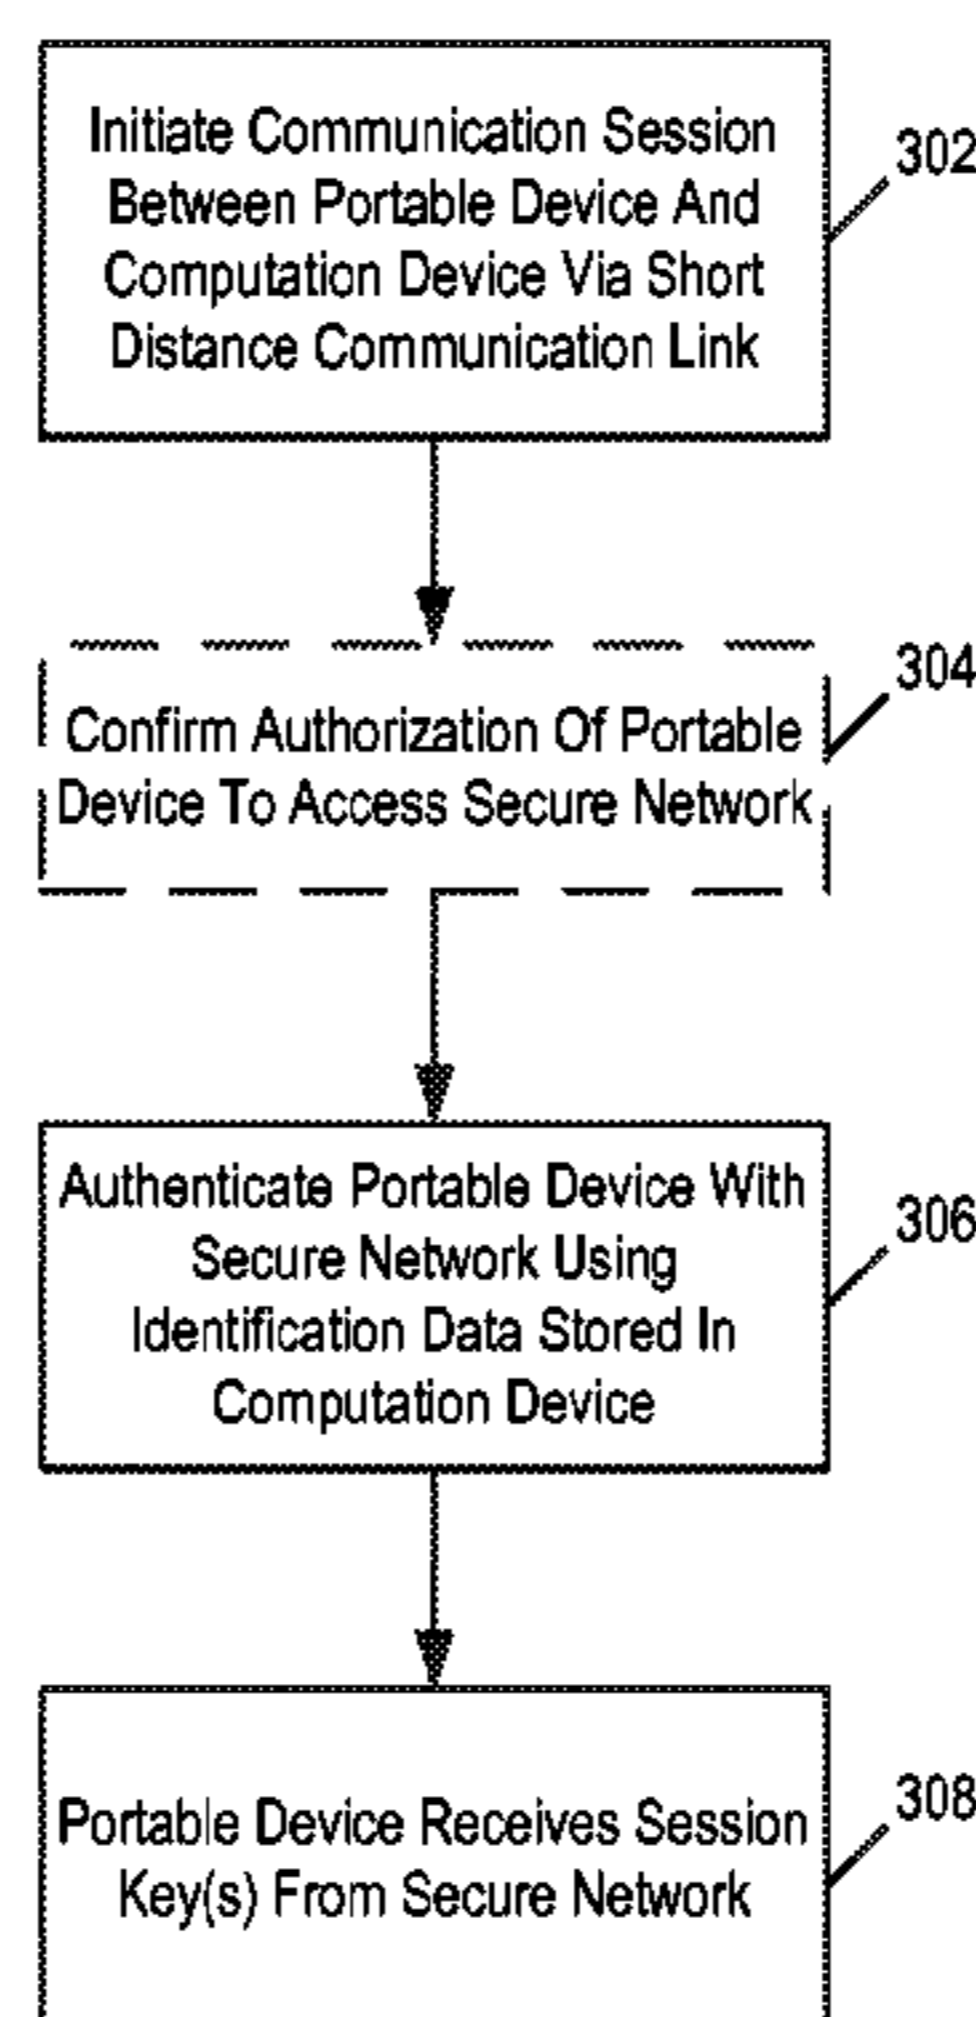 Initiate Communication Session
Between Portable Device And
Computation Device Via Short
Distance Communication Link
302
Confirm Authorization Of Portable
Device To Access Secure Network
304
Authenticate Portable Device With
Secure Network Using
Identification Data Stored In
Computation Device
306
Portable Device Receives Session
Key(s) From Secure Network
308